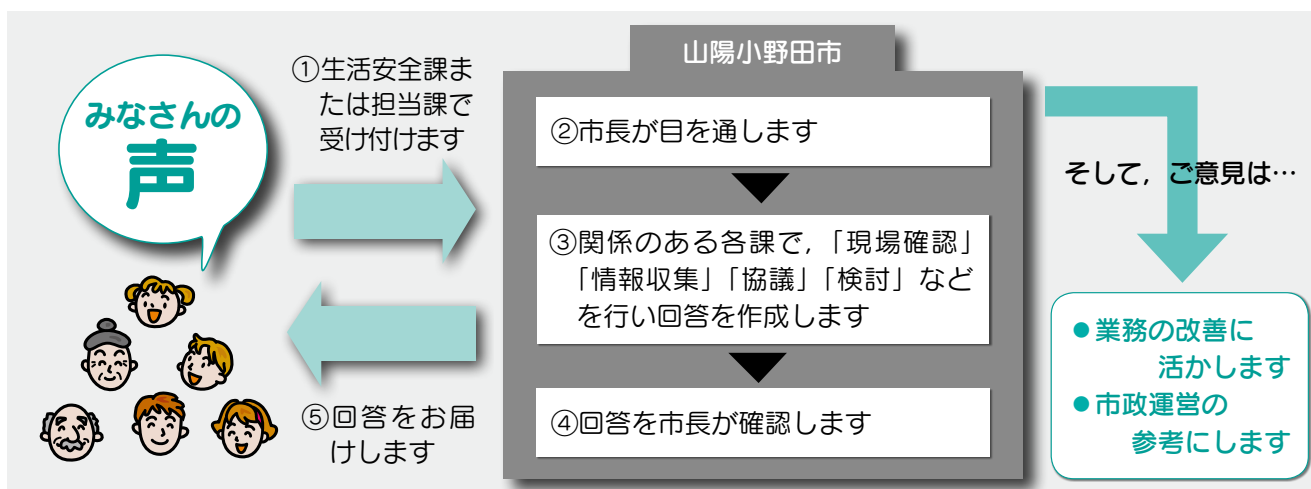 みなさんの
声
①生活安全課ま
たは担当課で
受け付けます
山陽小野田市
②市長が目を通します
③関係のある各課で,「現場確認」
「情報収集」「協議」「検討」など
を行い回答を作成します
④回答を市長が確認します
⑤回答をお届
けします
そして, ご意見は…
●業務の改善に
活かします
●市政運営の
参考にします